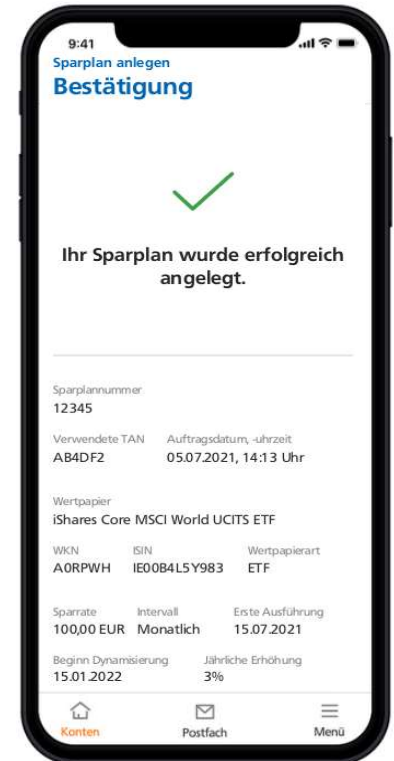 9:41
Sparplan anlegen
Bestätigung
Ihr Sparplan wurde erfolgreich
angelegt.
Sparplannummer
12345
Verwendete TAN Auftragsdatum, -uhrzeit
AB4DF2 05.07.2021, 14:13 Uhr
Wertpapier
iShares Core MSCI World UCITS ETF
WKN ISIN Wertpapierart
A0RPWH IE00B4L5Y983 ETF
Sparrate Intervall Erste Ausführung
100,00 EUR Monatlich 15.07.2021
Beginn Dynamisierung Jährliche Erhöhung
15.01.2022 3%
Konten Postfach Menü